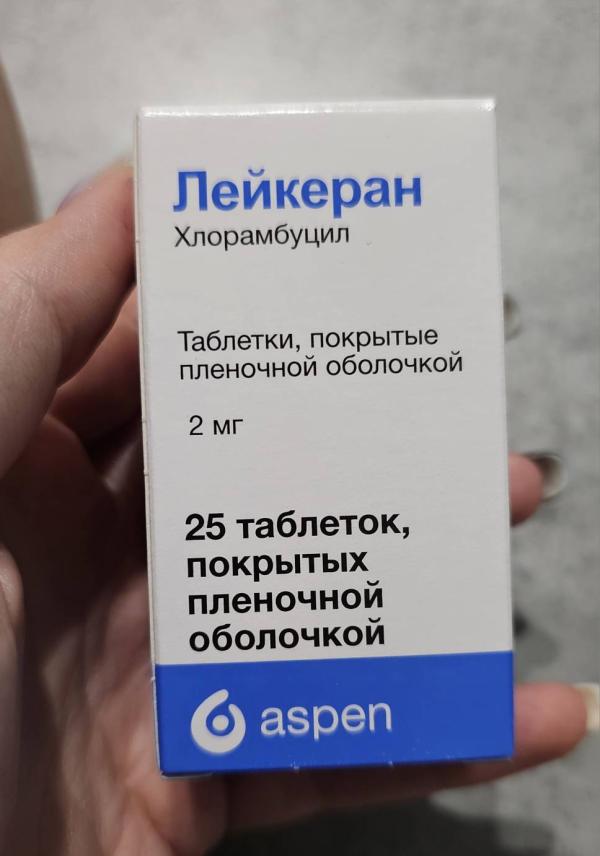 Лейкеран
Хлорамбуцил
Таблетки, покрытые
пленочной оболочкой
2 мг
25 таблеток,
покрытых
пленочной
оболочкой
aspen